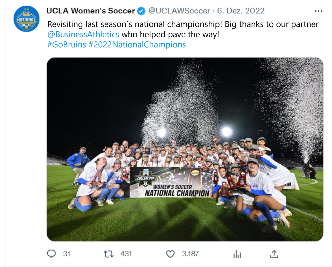 UCLA Women's Soccer @UCLAWSoccer · 6. Dez. 2022
Revisiting last season's national championship! Big thanks to our partner
@BusinessAthletics who helped pave the way!
#GoBruins #2022NationalChampions
WOMEN'S SOCCER
NATIONAL CHAMPION
31 431 3.187